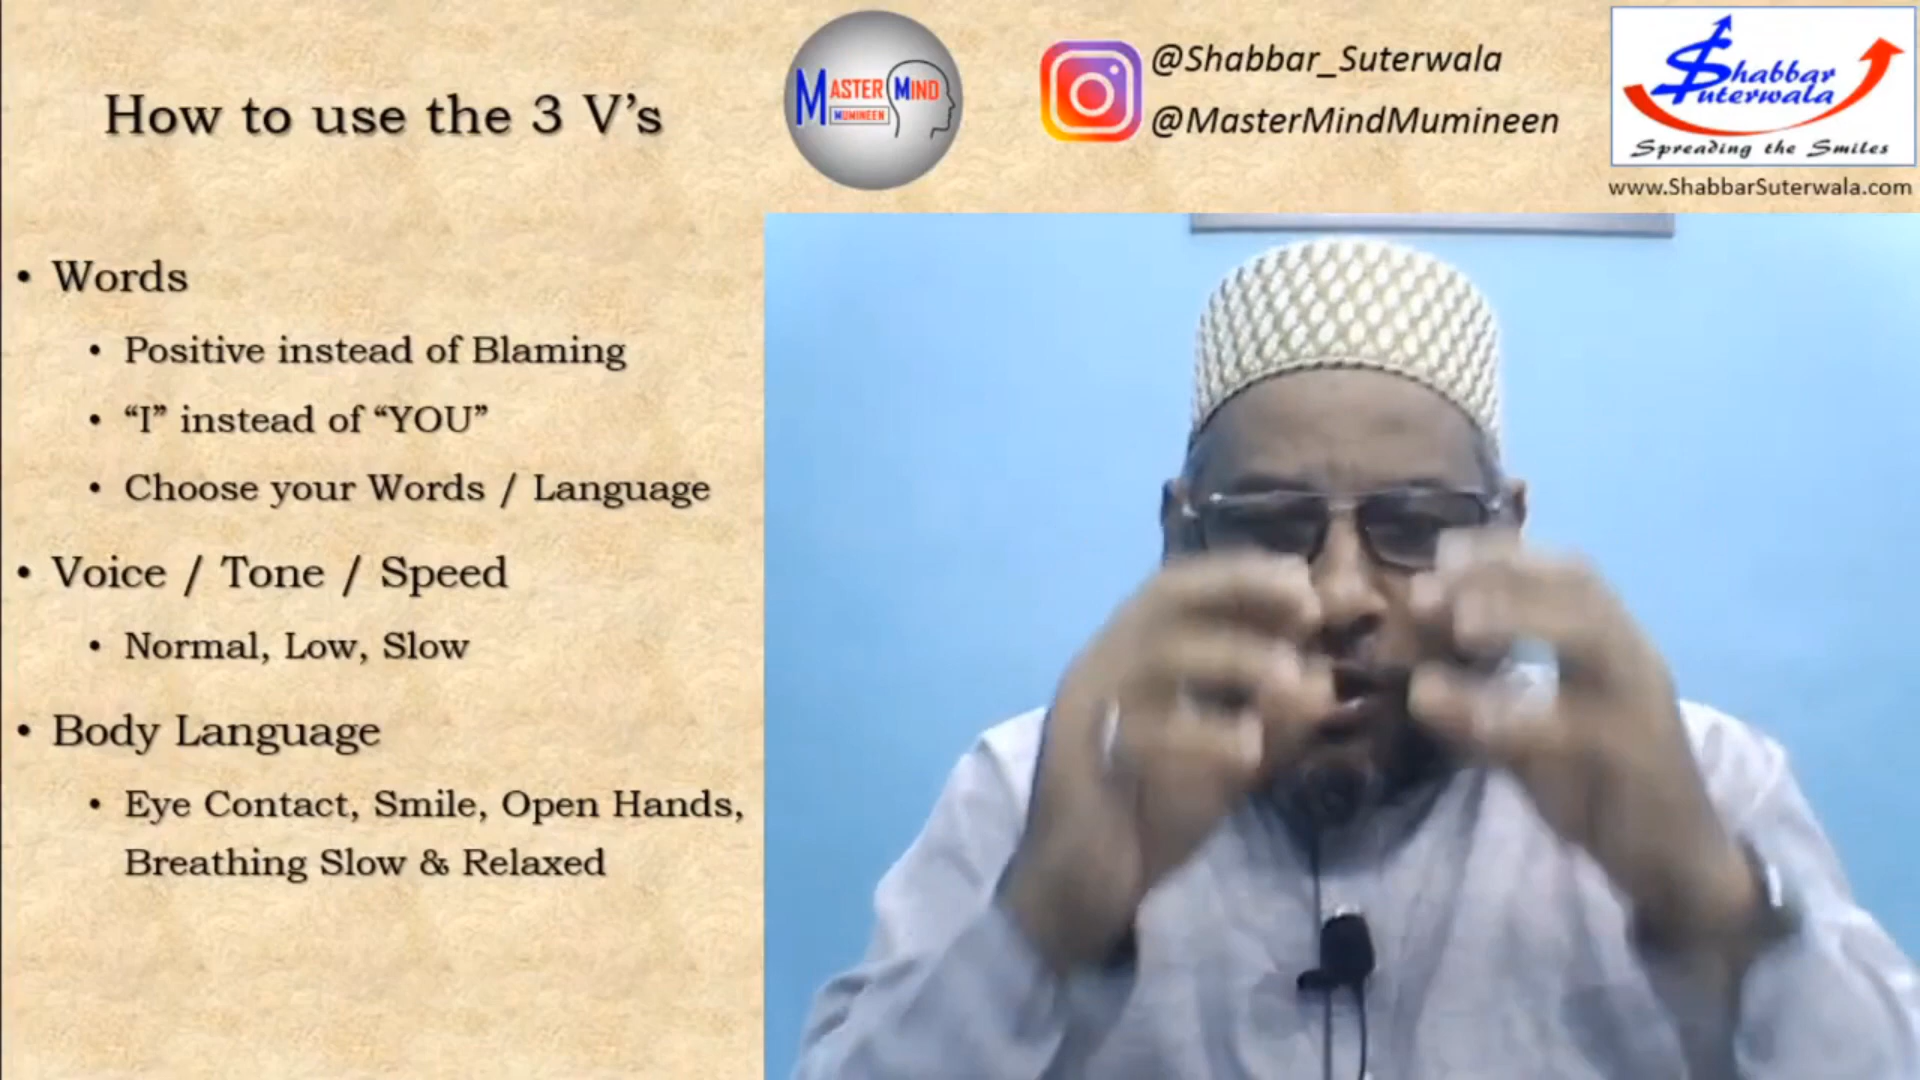 How to use the 3 V’s
MASTER MIND
MUMINEEN
@Shabbar_Suterwala
@MasterMindMumineen
Shabbar
Suterwala
Spreading the Smiles
www.ShabbarSuterwala.com
• Words
• Positive instead of Blaming
• “I” instead of “YOU”
• Choose your Words / Language
• Voice / Tone / Speed
• Normal, Low, Slow
• Body Language
• Eye Contact, Smile, Open Hands,
Breathing Slow & Relaxed